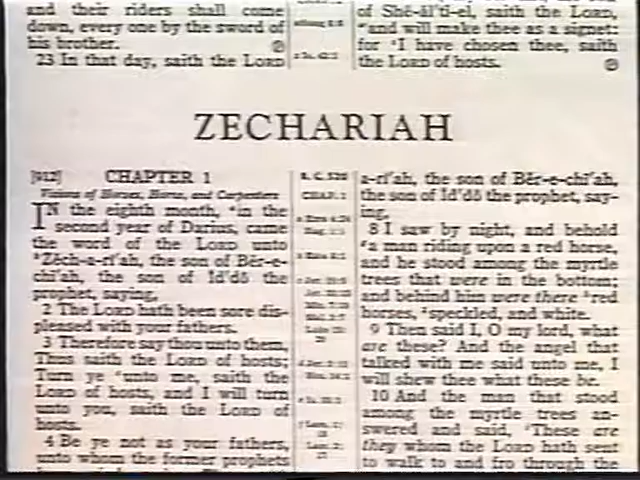 and their riders shall come
down, every one by the sword of
his brother.
23 In that day, saith the LORD
of Shē-ăl′tī-el, saith the LORD,
and will make thee as a signet:
for I have chosen thee, saith
the LORD of hosts.
ZECHARIAH
[912] CHAPTER 1
Visions of Horses, Horns, and Carpenters
IN the eighth month, in the
second year of Darius, came
the word of the LORD unto
Zĕch-a-rī′ah, the son of Bĕr-e-
chī′ah, the son of Id′dō the
prophet, saying,
2 The LORD hath been sore dis-
pleased with your fathers.
3 Therefore say thou unto them,
Thus saith the LORD of hosts;
Turn ye unto me, saith the
LORD of hosts, and I will turn
unto you, saith the LORD of
hosts.
4 Be ye not as your fathers,
unto whom the former prophets
B. C. 520
CHAP. 1
a-rī′ah, the son of Bĕr-e-chī′ah,
the son of Id′dō the prophet, say-
ing,
8 I saw by night, and behold
a man riding upon a red horse,
and he stood among the myrtle
trees that were in the bottom;
and behind him were there red
horses, speckled, and white.
9 Then said I, O my lord, what
are these? And the angel that
talked with me said unto me, I
will shew thee what these be.
10 And the man that stood
among the myrtle trees an-
swered and said, These are
they whom the LORD hath sent
to walk to and fro through the